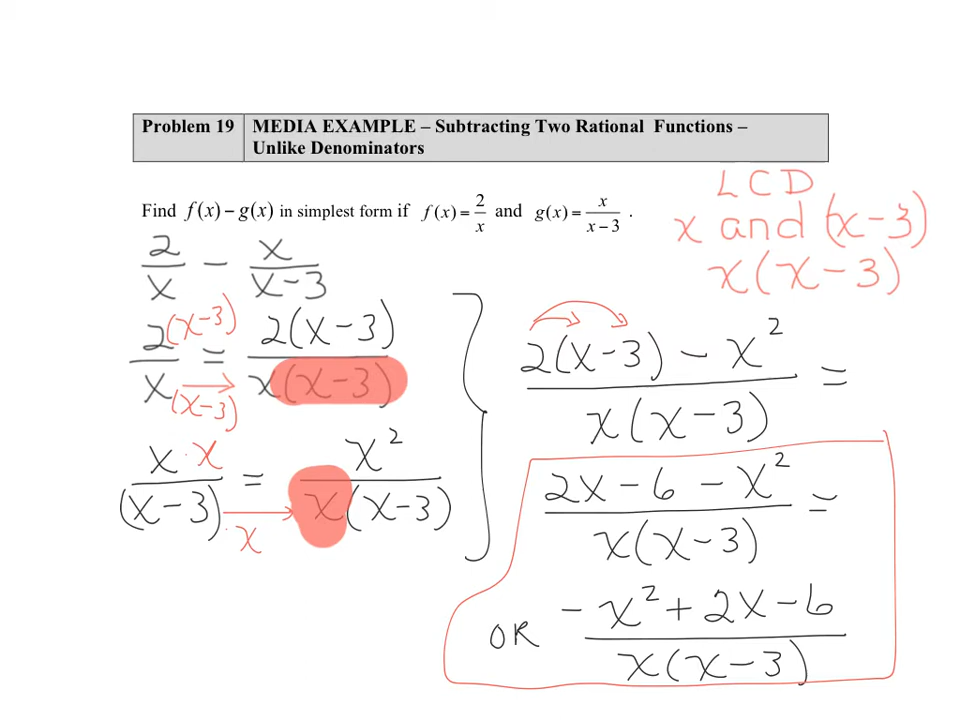 Problem 19 MEDIA EXAMPLE – Subtracting Two Rational Functions –
Unlike Denominators
Find f(x) – g(x) in simplest form if f(x) = 2/x and g(x) = x/(x – 3) .
LCD
x and (x – 3)
x(x – 3)
2/x – x/(x – 3)
2(x – 3)/x(x – 3) = 2(x – 3)/x(x – 3)
x · x/(x – 3) · x = x²/x(x – 3)
2(x – 3) – x²/x(x – 3) =
2x – 6 – x²/x(x – 3) =
OR –x² + 2x – 6/x(x – 3)